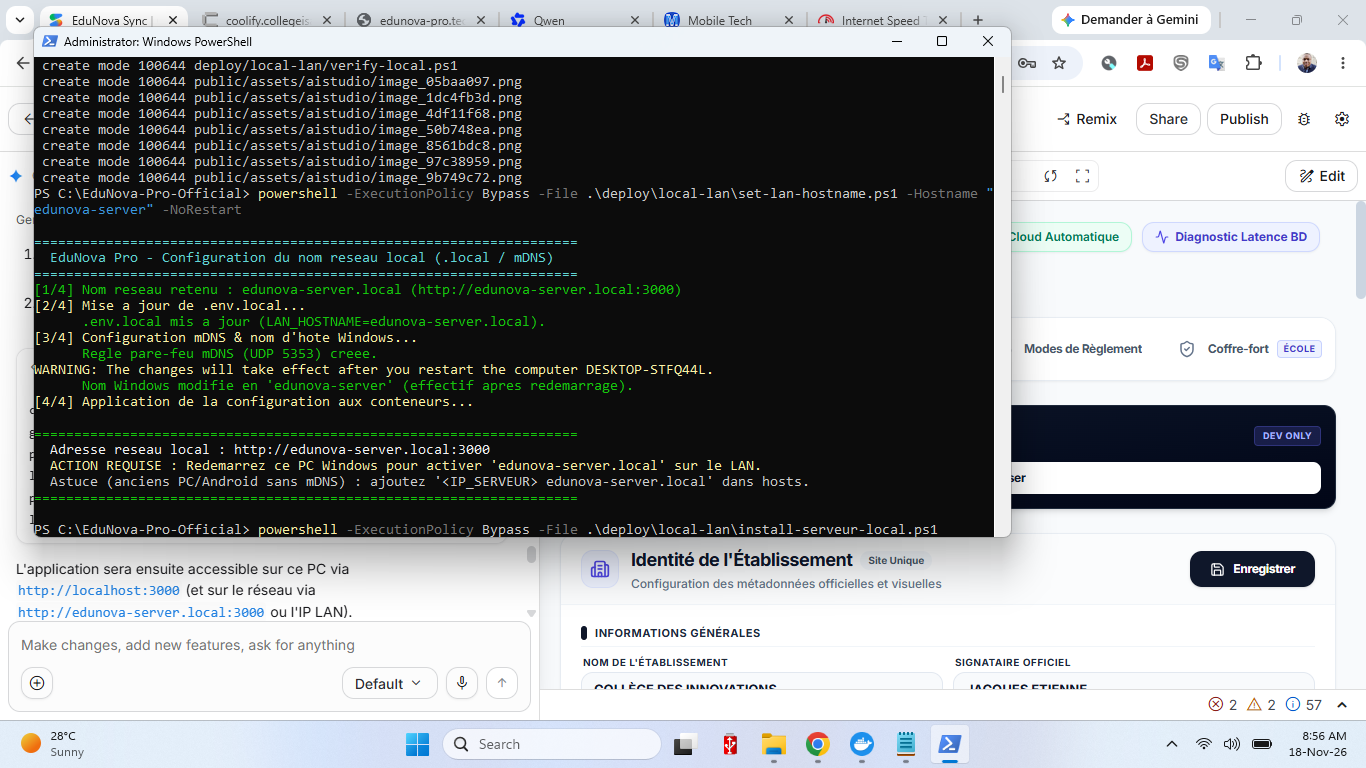 EduNova Sync |
coolify.collegeis
edunova-pro.te
Qwen
Mobile Tech
Internet Speed T
Demander à Gemini
Administrator: Windows PowerShell
create mode 100644 deploy/local-lan/verify-local.ps1
create mode 100644 public/assets/aistudio/image_05baa097.png
create mode 100644 public/assets/aistudio/image_1dc4fb3d.png
create mode 100644 public/assets/aistudio/image_4df11f68.png
create mode 100644 public/assets/aistudio/image_50b748ea.png
create mode 100644 public/assets/aistudio/image_8561bdc8.png
create mode 100644 public/assets/aistudio/image_97c38959.png
create mode 100644 public/assets/aistudio/image_9b749c72.png
PS C:\EduNova-Pro-Official> powershell -ExecutionPolicy Bypass -File .\deploy\local-lan\set-lan-hostname.ps1 -Hostname "
edunova-server" -NoRestart
====================================================================
EduNova Pro - Configuration du nom reseau local (.local / mDNS)
====================================================================
[1/4] Nom reseau retenu : edunova-server.local (http://edunova-server.local:3000)
[2/4] Mise a jour de .env.local...
.env.local mis a jour (LAN_HOSTNAME=edunova-server.local).
[3/4] Configuration mDNS & nom d'hote Windows...
Regle pare-feu mDNS (UDP 5353) creee.
WARNING: The changes will take effect after you restart the computer DESKTOP-STFQ44L.
Nom Windows modifie en 'edunova-server' (effectif apres redemarrage).
[4/4] Application de la configuration aux conteneurs...
====================================================================
Adresse reseau local : http://edunova-server.local:3000
ACTION REQUISE : Redemarrez ce PC Windows pour activer 'edunova-server.local' sur le LAN.
Astuce (anciens PC/Android sans mDNS) : ajoutez '<IP_SERVEUR> edunova-server.local' dans hosts.
====================================================================
PS C:\EduNova-Pro-Official> powershell -ExecutionPolicy Bypass -File .\deploy\local-lan\install-serveur-local.ps1
Remix
Share
Publish
Edit
Cloud Automatique
Diagnostic Latence BD
Modes de Règlement
Coffre-fort
ÉCOLE
DEV ONLY
Ge
1
2
L'application sera ensuite accessible sur ce PC via
http://localhost:3000 (et sur le réseau via
http://edunova-server.local:3000 ou l'IP LAN).
Make changes, add new features, ask for anything
Default
Identité de l'Établissement
Site Unique
Configuration des métadonnées officielles et visuelles
Enregistrer
INFORMATIONS GÉNÉRALES
NOM DE L'ÉTABLISSEMENT
SIGNATAIRE OFFICIEL
COLLÈGE DES INNOVATIONS
JACQUES ETIENNE
2
2
57
28°C
Sunny
Search
8:56 AM
18-Nov-26